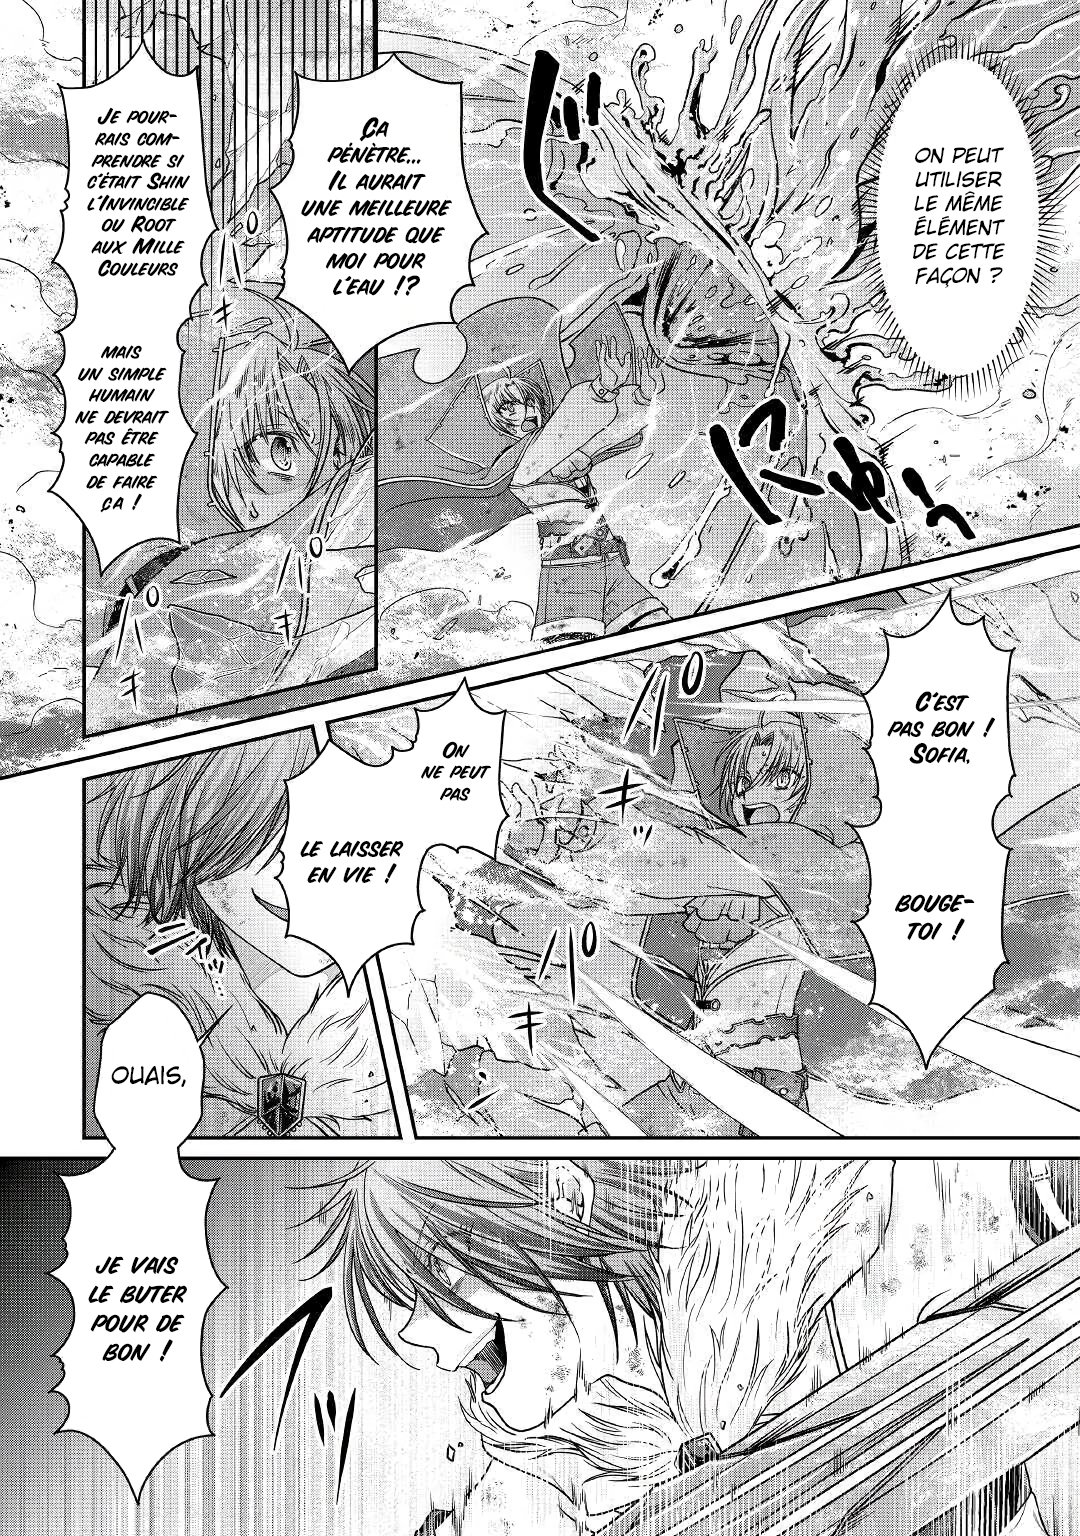 ON PEUT
UTILISER
LE MÊME
ÉLÉMENT
DE CETTE
FAÇON ?
ÇA
PÉNÈTRE...
IL AURAIT
UNE MEILLEURE
APTITUDE QUE
MOI POUR
L'EAU !?
JE POUR-
RAIS COM-
PRENDRE SI
C'ÉTAIT SHIN
L'INVINCIBLE
OU ROOT
AUX MILLE
COULEURS
MAIS
UN SIMPLE
HUMAIN
NE DEVRAIT
PAS ÊTRE
CAPABLE
DE FAIRE
ÇA !
C'EST
PAS BON !
SOFIA,
BOUGE-
TOI !
ON
NE PEUT
PAS
LE LAISSER
EN VIE !
OUAIS,
JE VAIS
LE BUTER
POUR DE
BON !